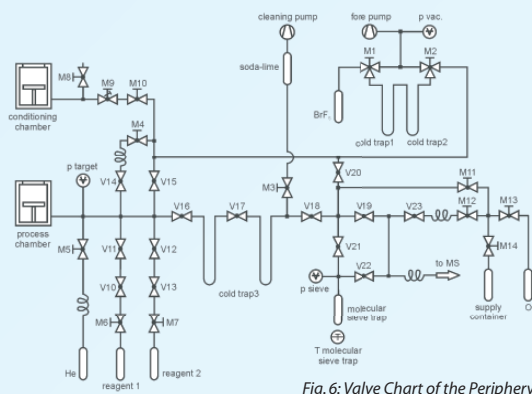 cleaning pump
fore pump
p vac.
M1
M2
soda-lime
M8
M9
M10
BrF₅
conditioning
chamber
M4
cold trap1
cold trap2
p target
V14
V15
V20
M11
M3
V16
V17
V18
V19
V23
M12
M13
process
chamber
M5
V11
V12
V21
M14
V22
to MS
V10
V13
cold trap3
p sieve
molecular
sieve trap
supply
container
M6
M7
T molecular
sieve trap
He
reagent 1
reagent 2
Fig. 6: Valve Chart of the Periphery